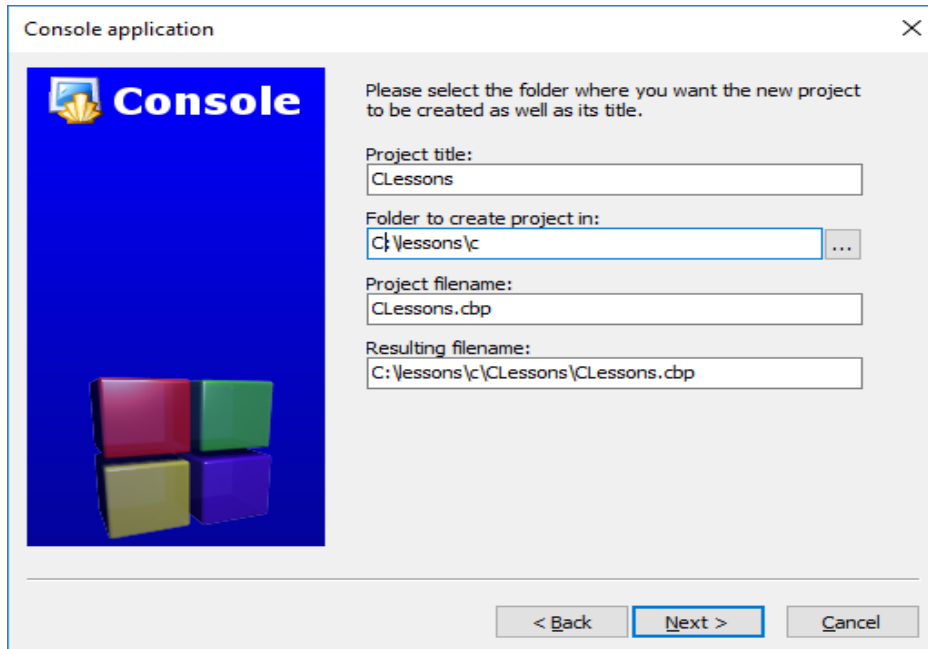 Console application
Console
Please select the folder where you want the new project
to be created as well as its title.
Project title:
CLessons
Folder to create project in:
C:\lessons\c
...
Project filename:
CLessons.cbp
Resulting filename:
C:\lessons\c\CLessons\CLessons.cbp
< Back
Next >
Cancel